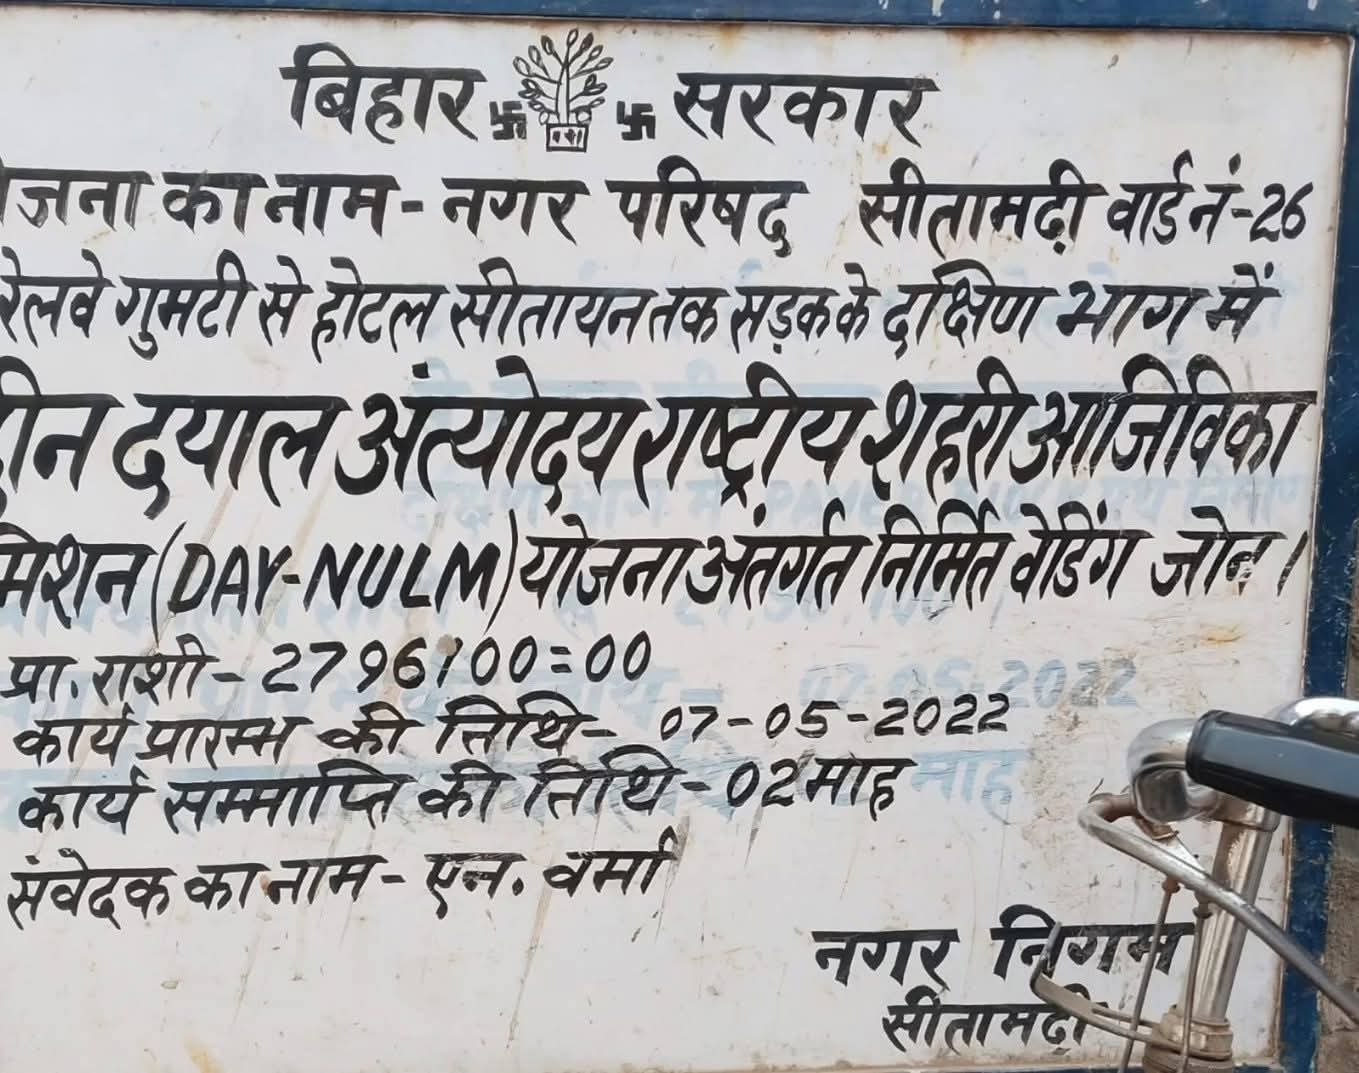 बिहार सरकार
जना का नाम - नगर परिषद सीतामढ़ी वार्ड नं - 26
रेलवे गुमटी से होटल सीतायन तक सड़क के दक्षिण भाग में
दीन दयाल अंत्योदय राष्ट्रीय शहरी आजिविका
मिशन (DAY-NULM) योजना अंतर्गत निर्मित वेडिंग जोन।
प्रा. राशी - 2796100=00
कार्य प्रारम्भ की तिथि - 07-05-2022
कार्य सम्माप्ति की तिथि - 02 माह
संवेदक का नाम - एन. वर्मा
नगर निगम
सीतामढ़ी